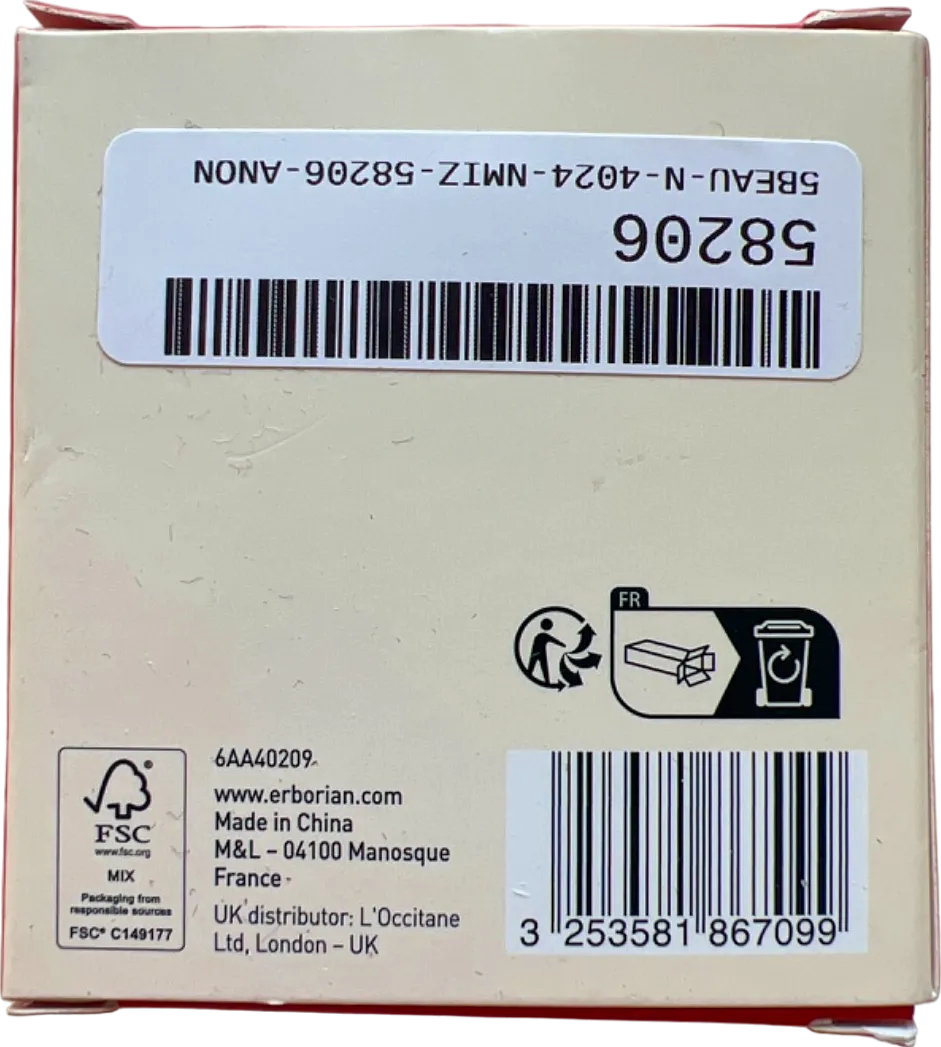 5BEAU-N-4024-NMIZ-58206-ANON
58206
FR
6AA40209
www.erborian.com
Made in China
M&L – 04100 Manosque
France
UK distributor: L'Occitane
Ltd, London – UK
FSC
www.fsc.org
MIX
Packaging from
responsible sources
FSC® C149177
3 253581 867099